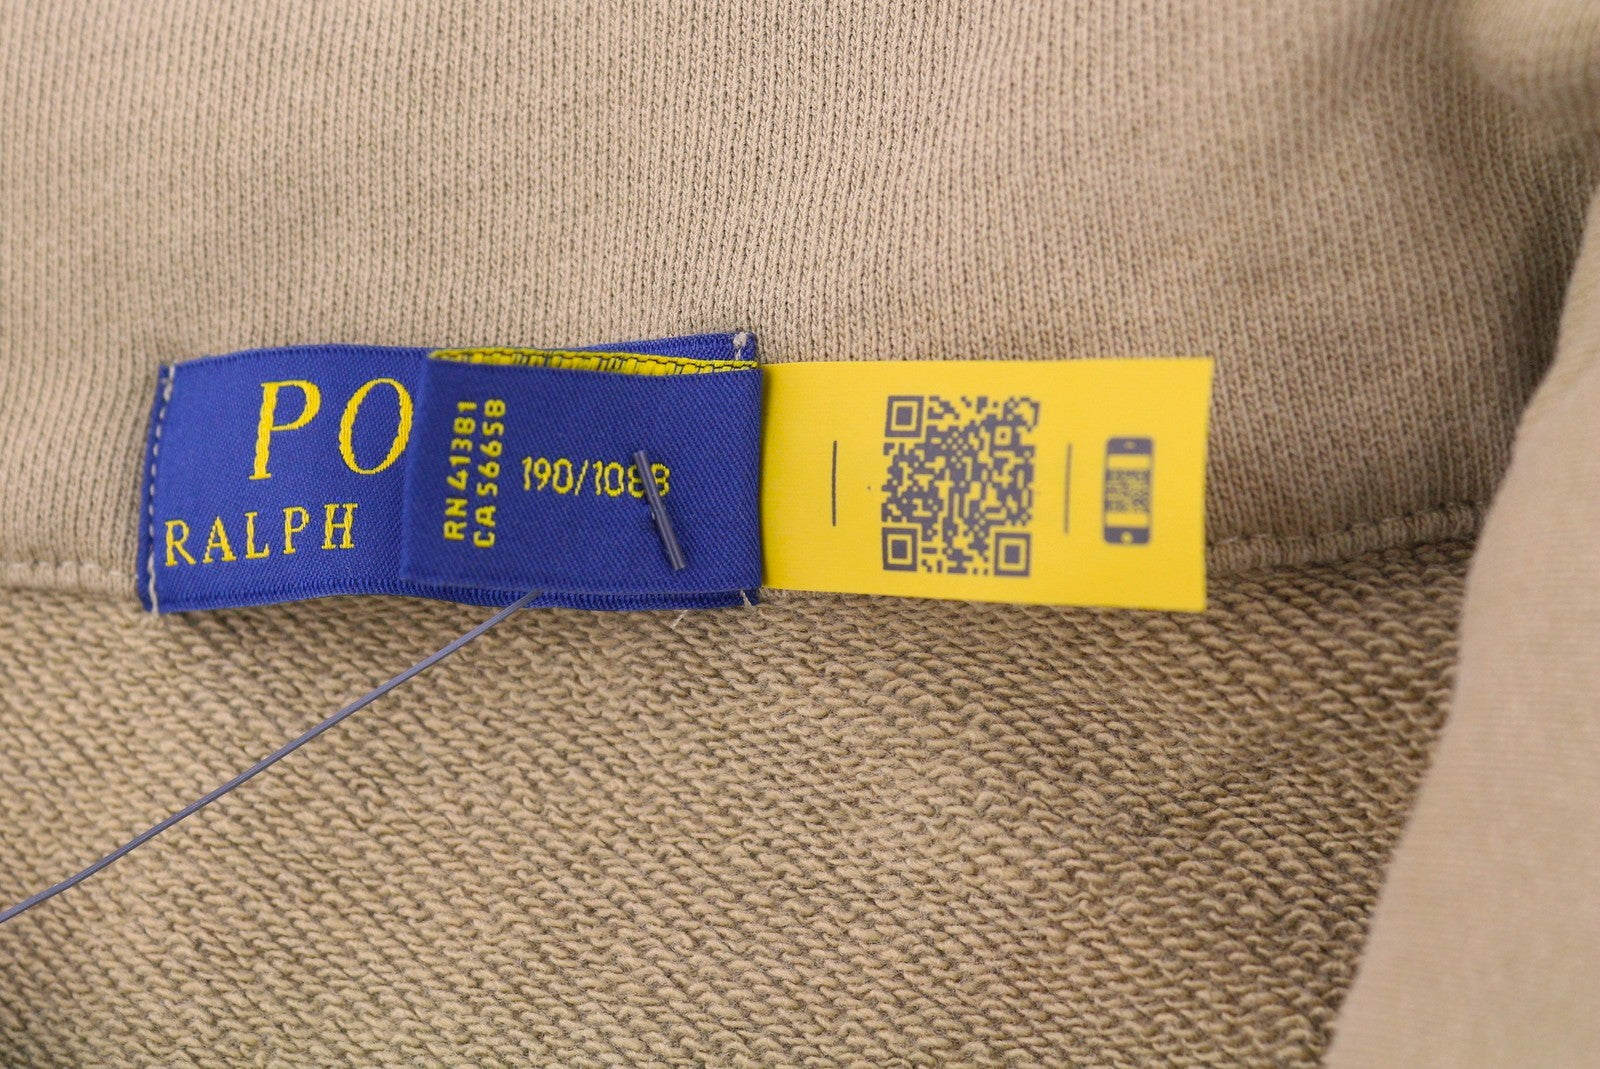 PO
RALPH
RN 41381
CA 56658
190/108B